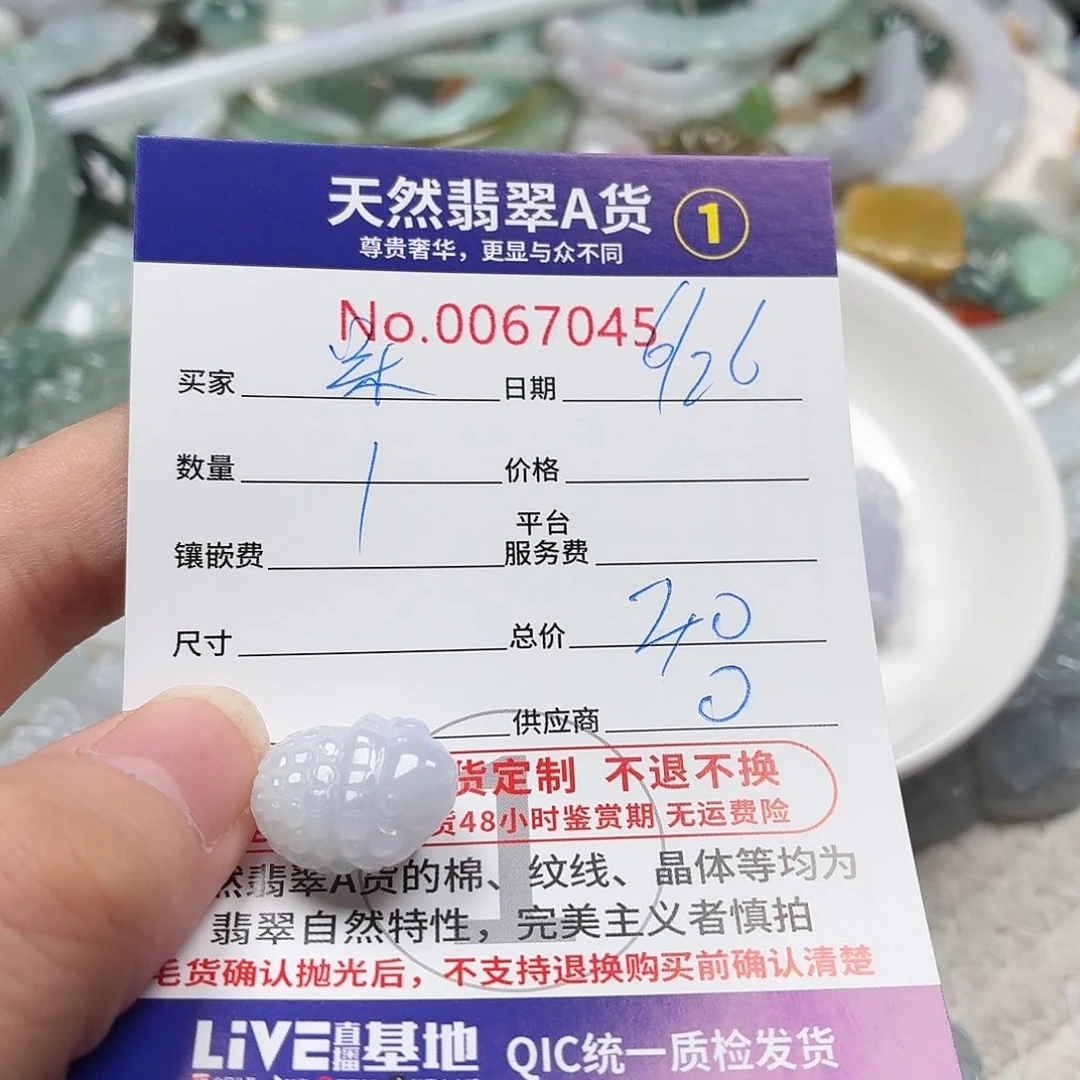 天然翡翠A货 1
尊贵奢华，更显与众不同
No.0067045
买家 日期 6/26
数量 1 价格
镶嵌费 平台服务费
尺寸 总价 240
供应商 0
货定制 不退不换
货48小时鉴赏期 无运费险
然翡翠A货的棉、纹线、晶体等均为
翡翠自然特性，完美主义者慎拍
毛货确认抛光后，不支持退换购买前确认清楚
LiVE直播基地 QIC统一质检发货